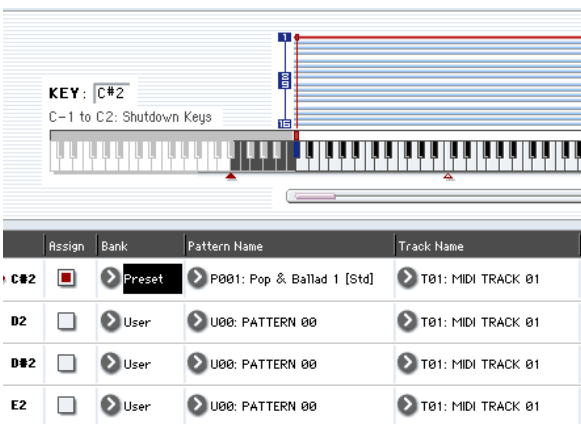 1
8
16
KEY: C#2
C-1 to C2: Shutdown Keys
Assign Bank Pattern Name Track Name
C#2 Preset P001: Pop & Ballad 1 [Std] T01: MIDI TRACK 01
D2 User U00: PATTERN 00 T01: MIDI TRACK 01
D#2 User U00: PATTERN 00 T01: MIDI TRACK 01
E2 User U00: PATTERN 00 T01: MIDI TRACK 01